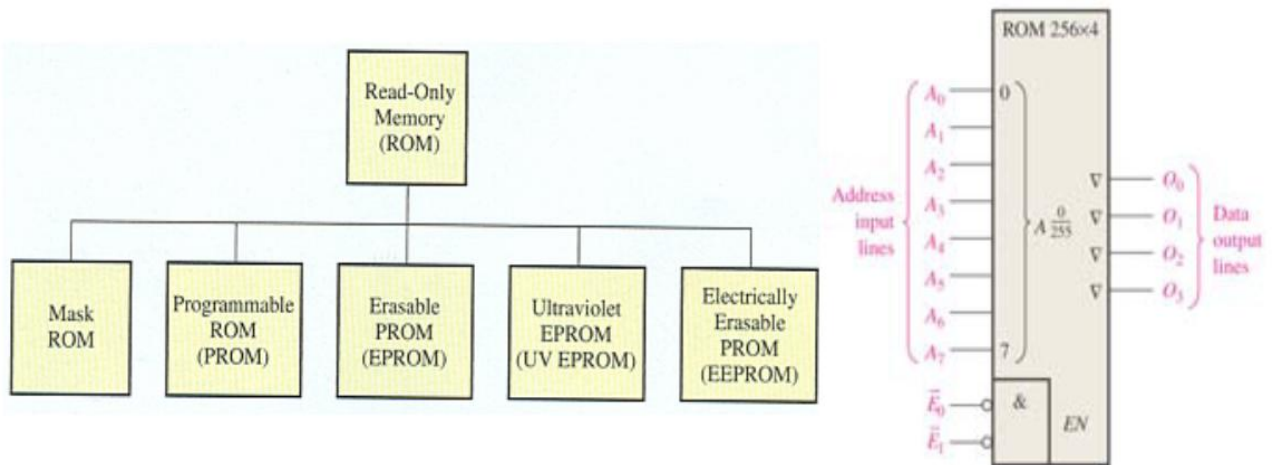 Read-Only
Memory
(ROM)
Mask
ROM
Programmable
ROM
(PROM)
Erasable
PROM
(EPROM)
Ultraviolet
EPROM
(UV EPROM)
Electrically
Erasable
PROM
(EEPROM)
ROM 256×4
Address
input
lines
A₀
A₁
A₂
A₃
A₄
A₅
A₆
A₇
0
7
A 0/255
∇ O₀
∇ O₁
∇ O₂
∇ O₃
Data
output
lines
E̅₀
E̅₁
&
EN